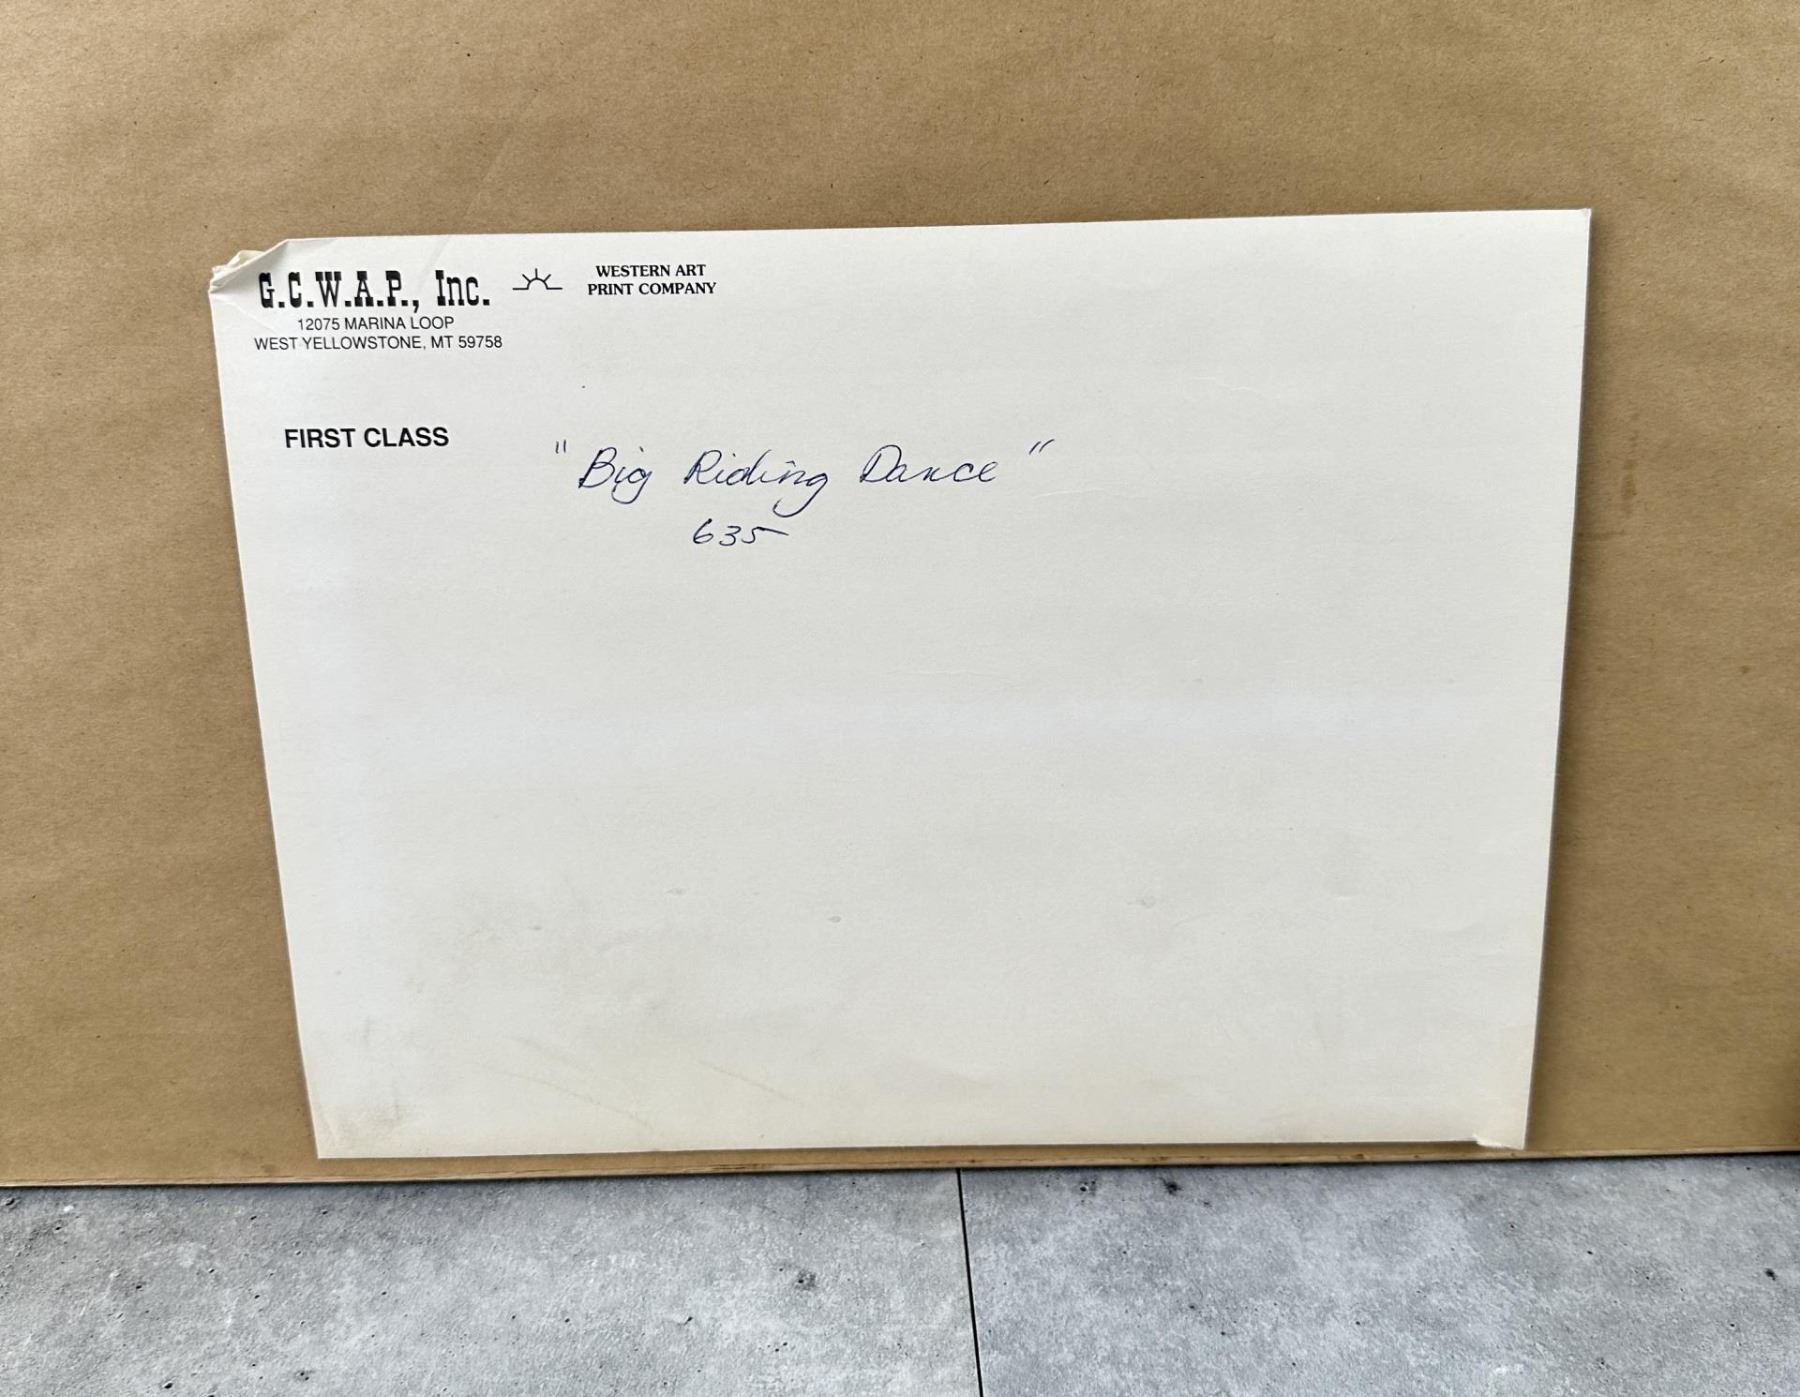 G.C.W.A.P., Inc.
12075 MARINA LOOP
WEST YELLOWSTONE, MT 59758
WESTERN ART
PRINT COMPANY
FIRST CLASS
"Big Riding Dance"
635